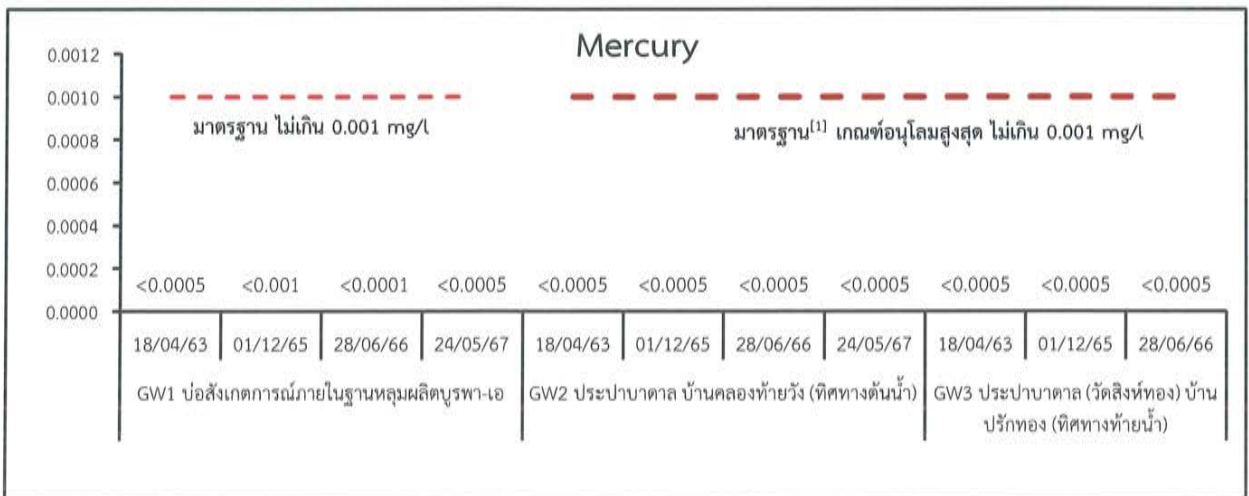 Mercury
0.0012
0.0010
0.0008
0.0006
0.0004
0.0002
0.0000
มาตรฐาน ไม่เกิน 0.001 mg/l
มาตรฐาน[1] เกณฑ์อนุโลมสูงสุด ไม่เกิน 0.001 mg/l
<0.0005 <0.001 <0.0001 <0.0005 <0.0005 <0.0005 <0.0005 <0.0005 <0.0005 <0.0005 <0.0005
18/04/63 01/12/65 28/06/66 24/05/67 18/04/63 01/12/65 28/06/66 24/05/67 18/04/63 01/12/65 28/06/66
GW1 บ่อสังเกตการณ์ภายในฐานหลุมผลิตบูรพา-เอ
GW2 ประปาบาดาล บ้านคลองท้ายวัง (ทิศทางต้นน้ำ)
GW3 ประปาบาดาล (วัดสิงห์ทอง) บ้าน
ปรักทอง (ทิศทางท้ายน้ำ)